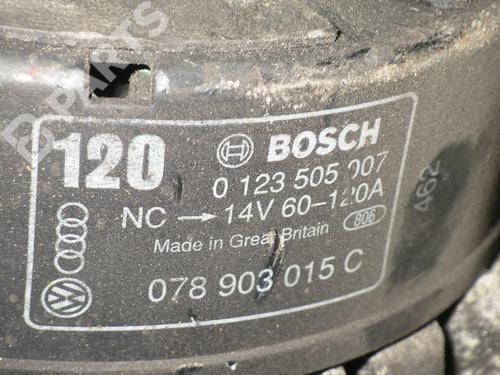 120
BOSCH
0 123 505 007
NC → 14V 60-120A
Made in Great Britain
806
078 903 015 C
462
PARTS